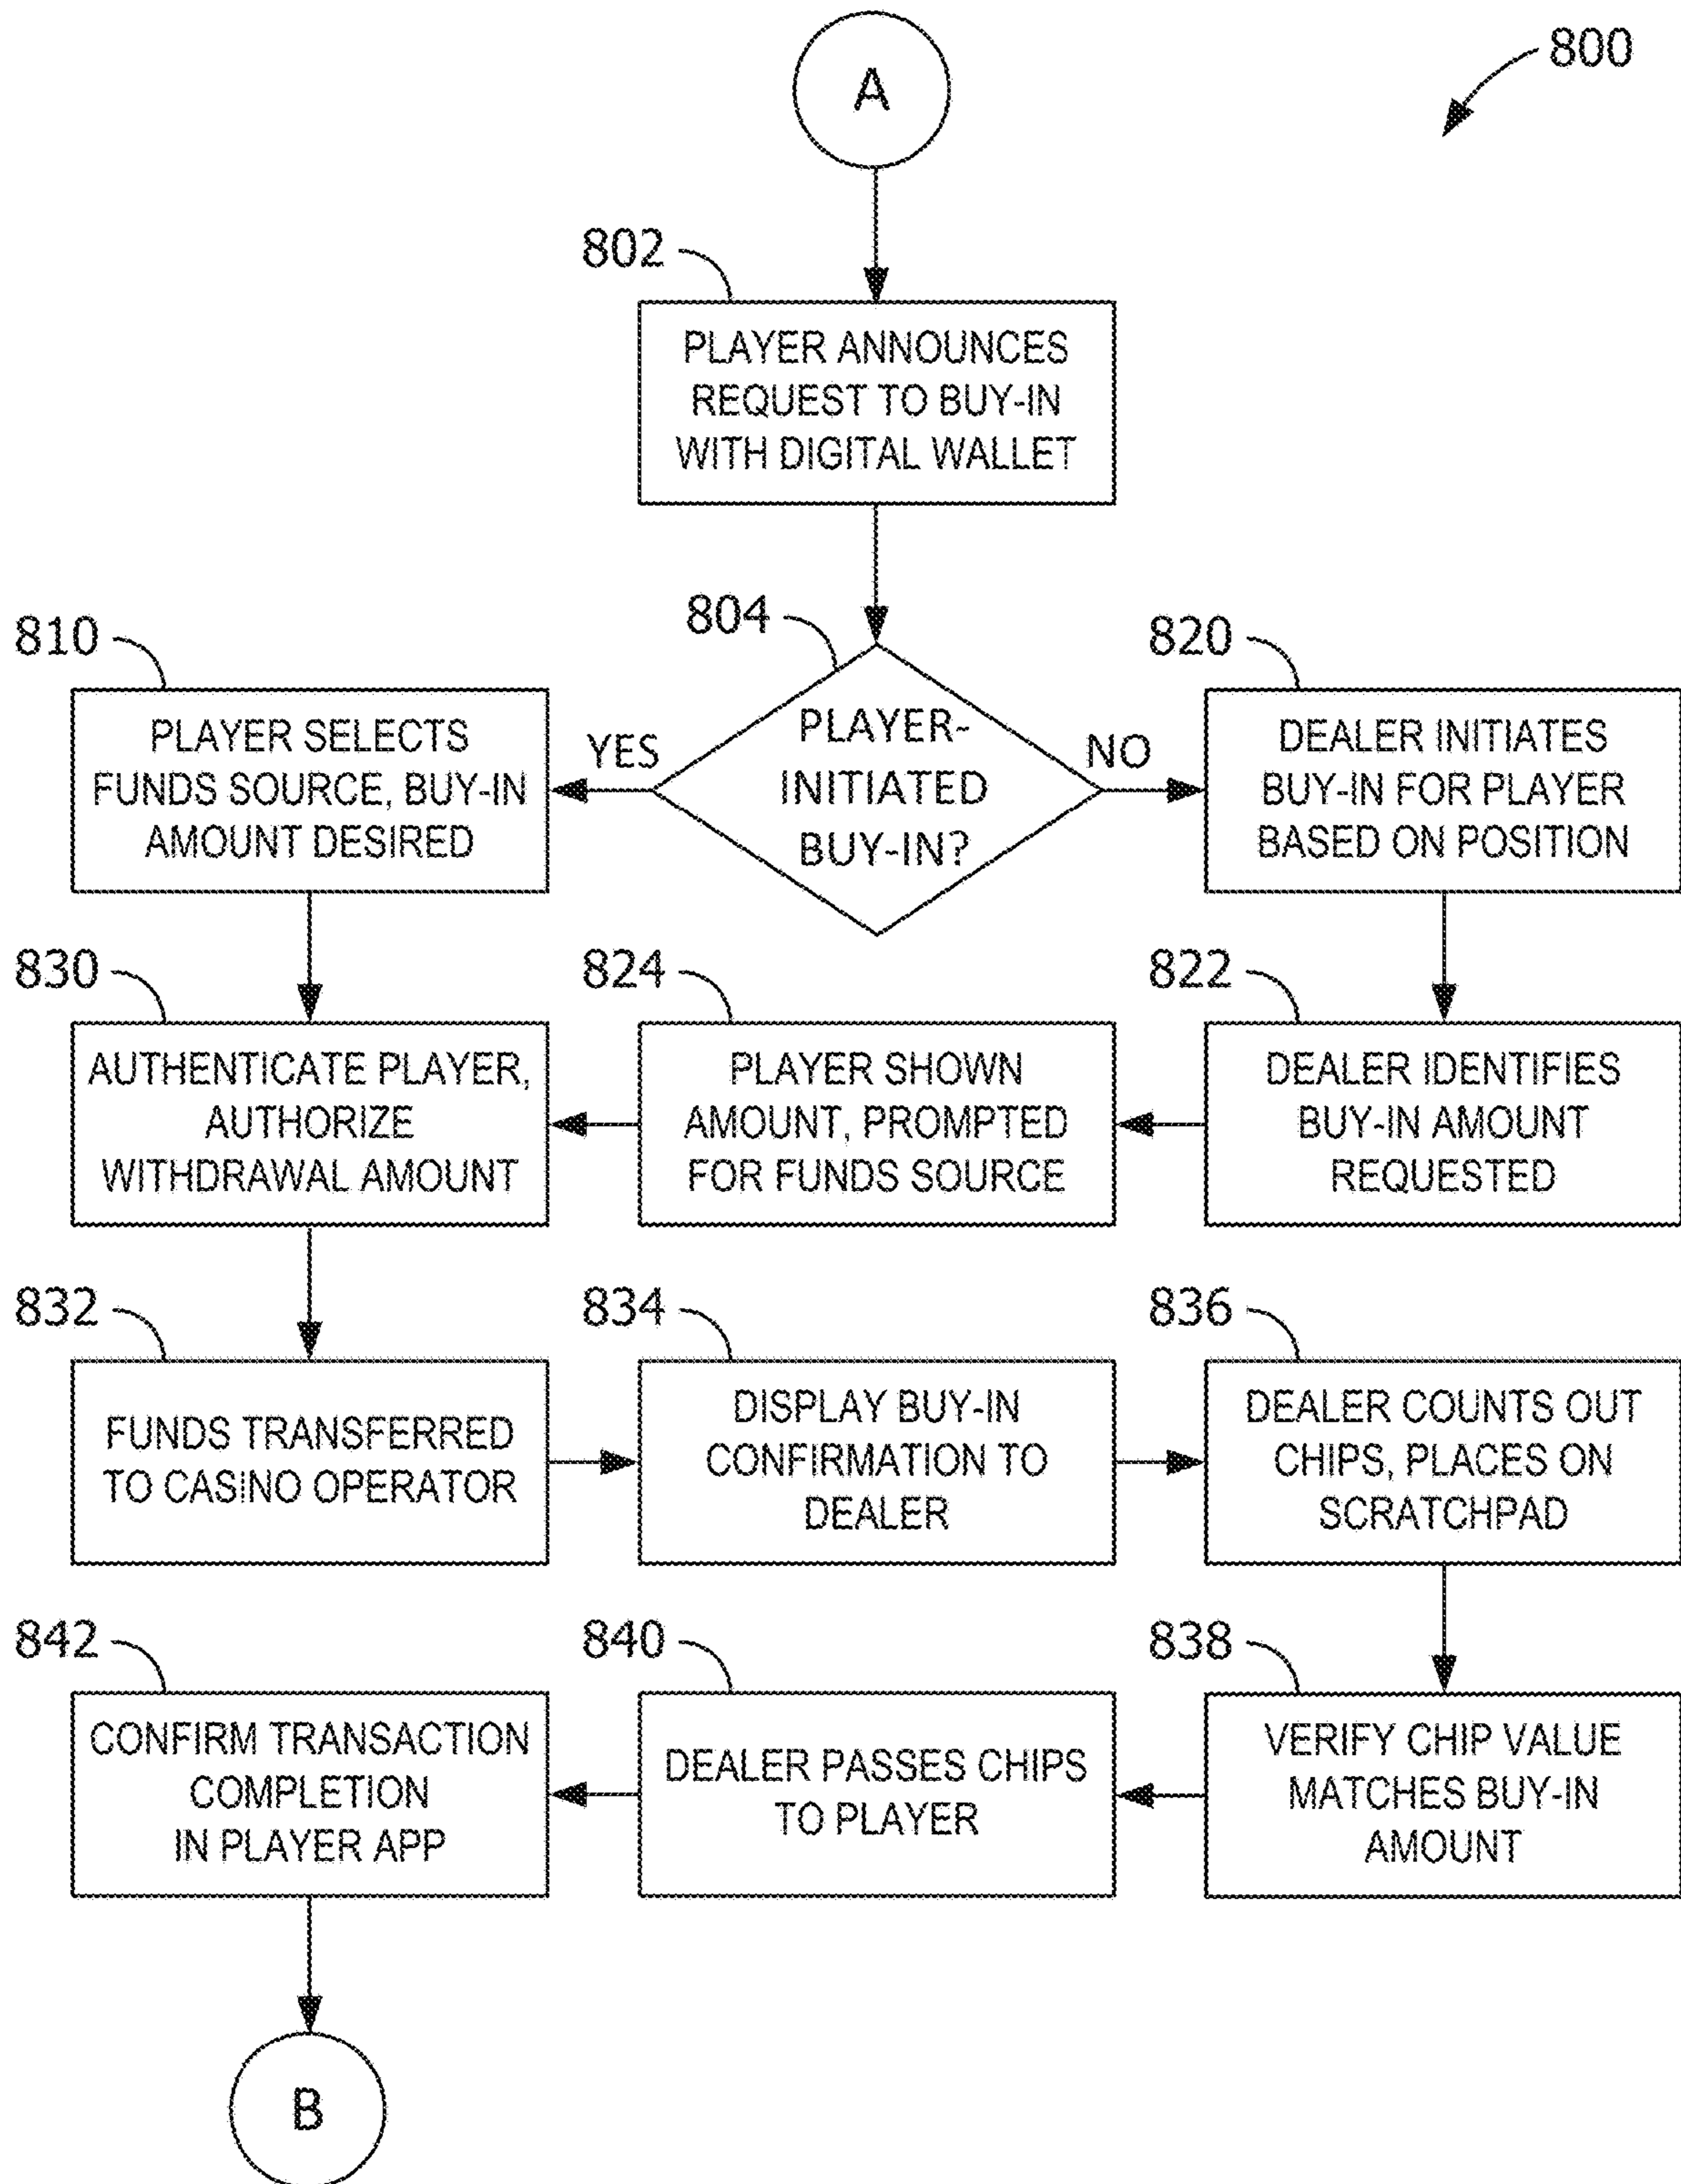 A
800
802
PLAYER ANNOUNCES
REQUEST TO BUY-IN
WITH DIGITAL WALLET
804
PLAYER-
INITIATED
BUY-IN?
YES
NO
810
PLAYER SELECTS
FUNDS SOURCE, BUY-IN
AMOUNT DESIRED
820
DEALER INITIATES
BUY-IN FOR PLAYER
BASED ON POSITION
830
AUTHENTICATE PLAYER,
AUTHORIZE
WITHDRAWAL AMOUNT
824
PLAYER SHOWN
AMOUNT, PROMPTED
FOR FUNDS SOURCE
822
DEALER IDENTIFIES
BUY-IN AMOUNT
REQUESTED
832
FUNDS TRANSFERRED
TO CASINO OPERATOR
834
DISPLAY BUY-IN
CONFIRMATION TO
DEALER
836
DEALER COUNTS OUT
CHIPS, PLACES ON
SCRATCHPAD
842
CONFIRM TRANSACTION
COMPLETION
IN PLAYER APP
840
DEALER PASSES CHIPS
TO PLAYER
838
VERIFY CHIP VALUE
MATCHES BUY-IN
AMOUNT
B